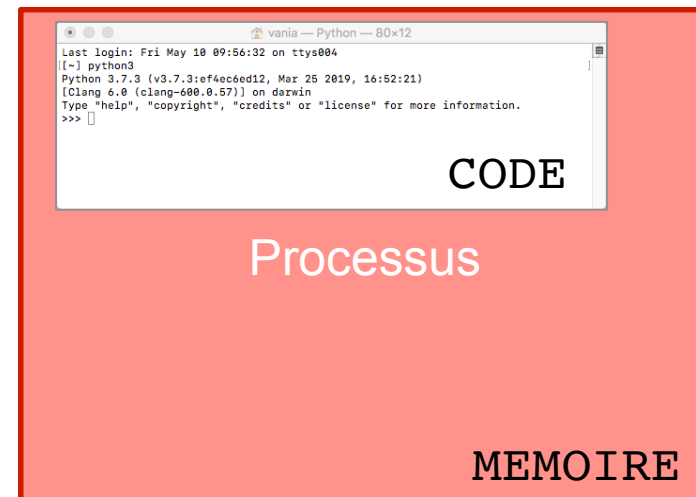 vania — Python — 80×12
Last login: Fri May 10 09:56:32 on ttys004
[[~] python3 ]
Python 3.7.3 (v3.7.3:ef4ec6ed12, Mar 25 2019, 16:52:21)
[Clang 6.0 (clang-600.0.57)] on darwin
Type "help", "copyright", "credits" or "license" for more information.
>>>
CODE
Processus
MEMOIRE